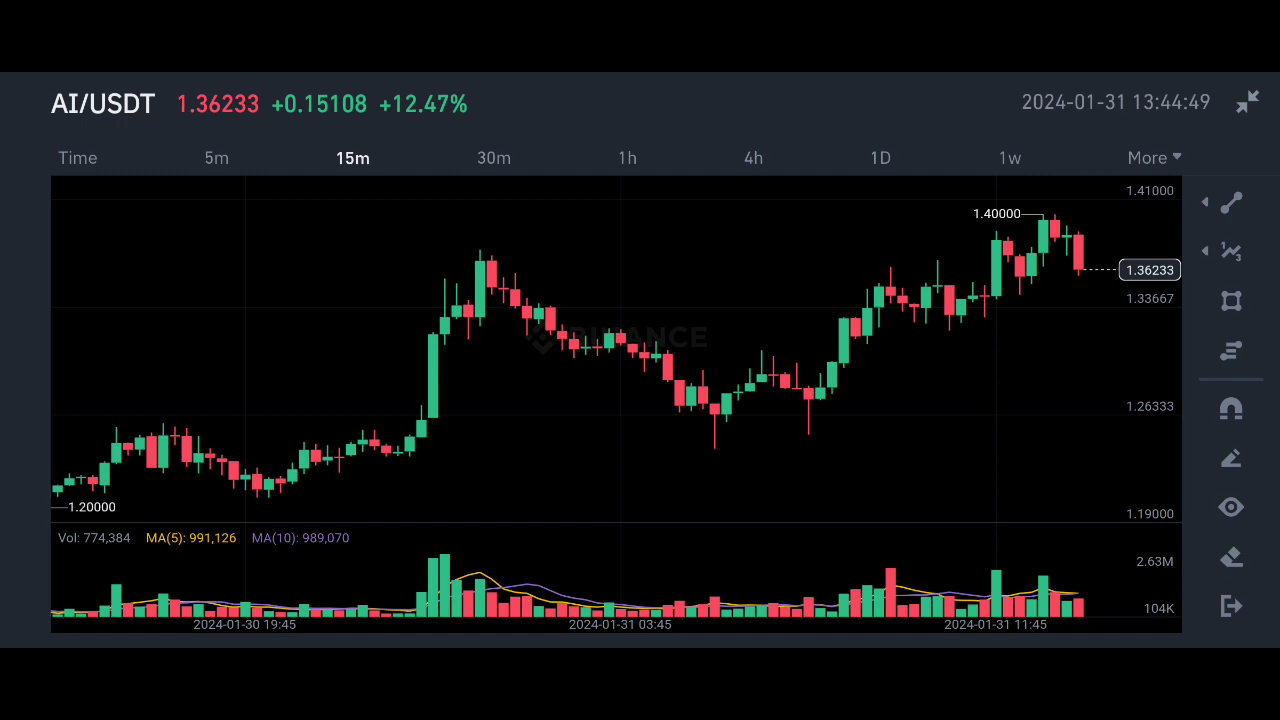 AI/USDT 1.36233 +0.15108 +12.47% 2024-01-31 13:44:49
Time 5m 15m 30m 1h 4h 1D 1w More
1.41000
1.40000
1.36233
1.33667
BINANCE
1.26333
1.20000
1.19000
Vol: 774,384 MA(5): 991,126 MA(10): 989,070
2.63M
104K
2024-01-30 19:45 2024-01-31 03:45 2024-01-31 11:45